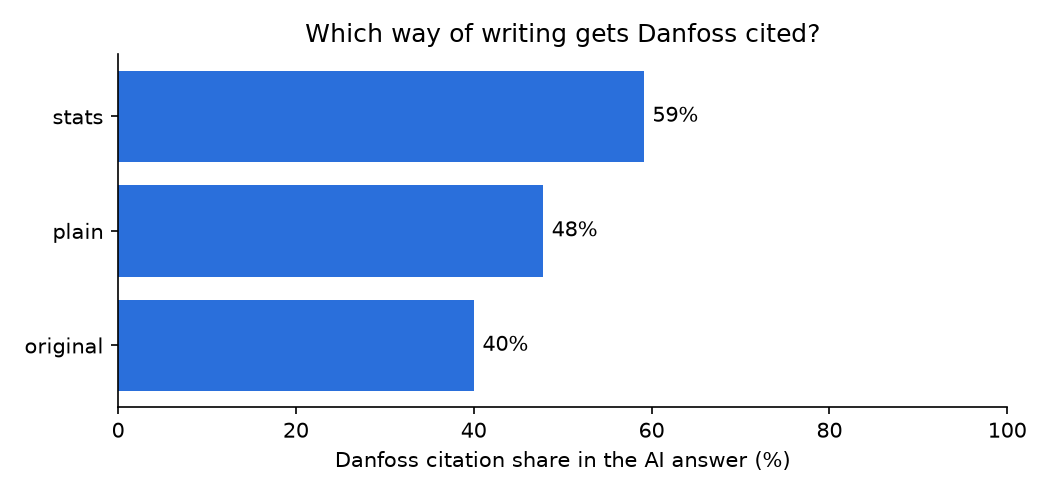 Which way of writing gets Danfoss cited?
stats
59%
plain
48%
original
40%
0 20 40 60 80 100
Danfoss citation share in the AI answer (%)